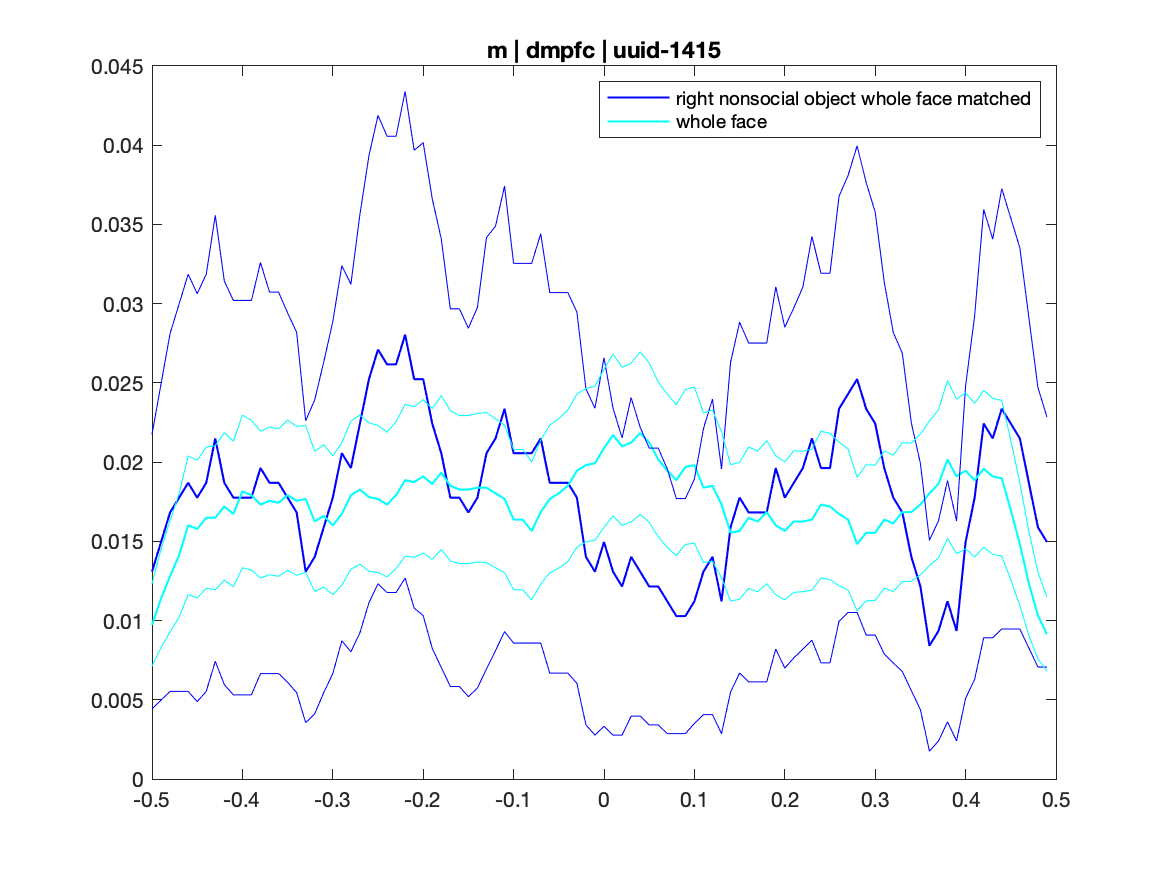 m | dmpfc | uuid-1415
right nonsocial object whole face matched
whole face
0.045
0.04
0.035
0.03
0.025
0.02
0.015
0.01
0.005
0
-0.5 -0.4 -0.3 -0.2 -0.1 0 0.1 0.2 0.3 0.4 0.5